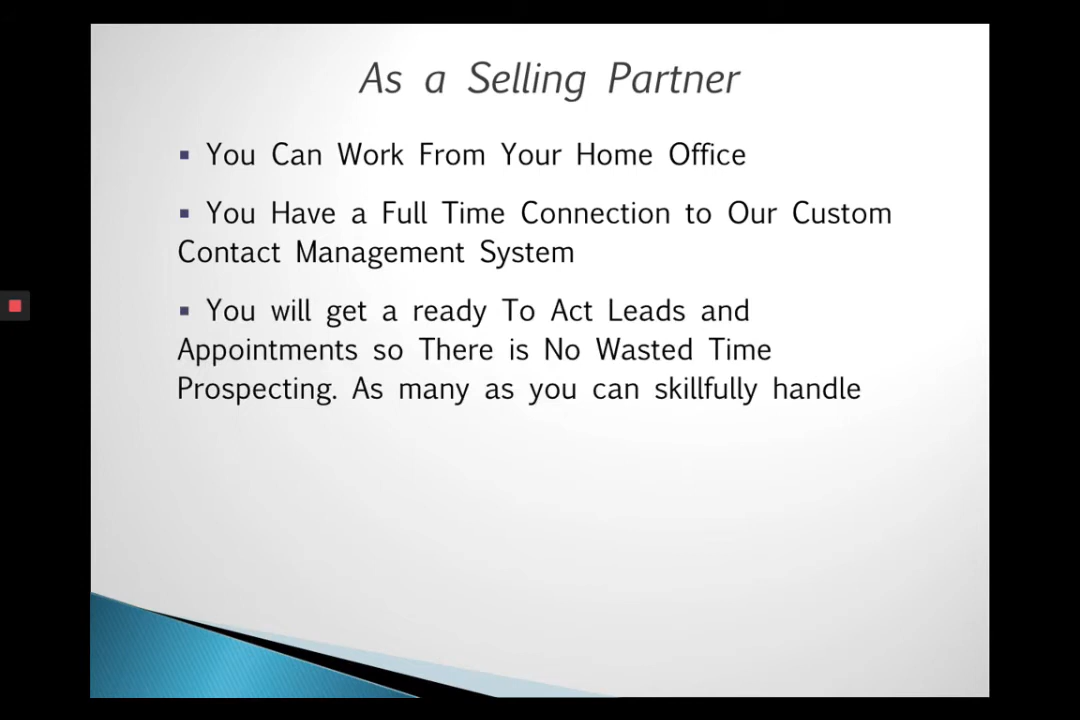 As a Selling Partner
▪ You Can Work From Your Home Office
▪ You Have a Full Time Connection to Our Custom
Contact Management System
▪ You will get a ready To Act Leads and
Appointments so There is No Wasted Time
Prospecting. As many as you can skillfully handle